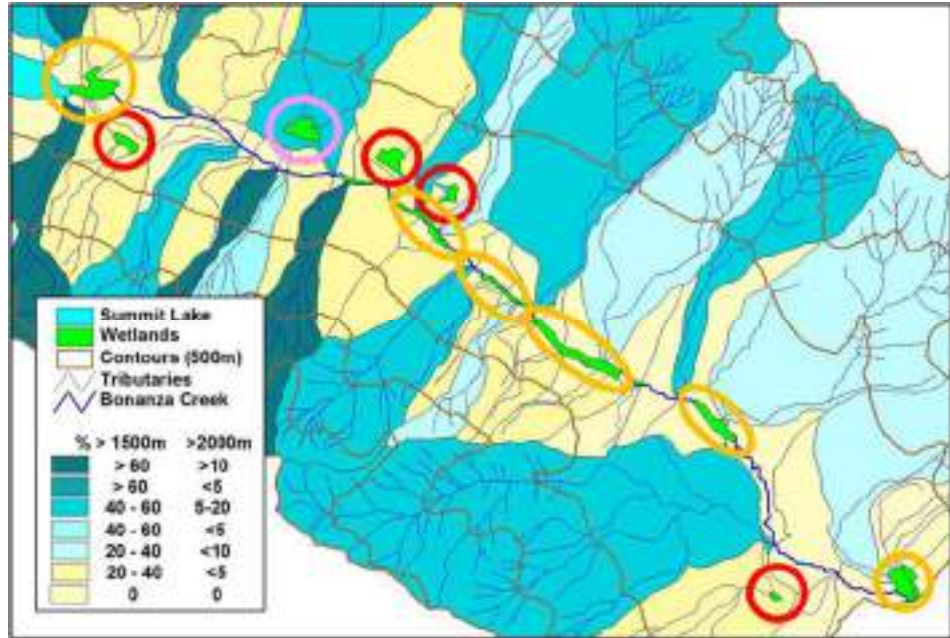 Summit Lake
Wetlands
Contours (500m)
Tributaries
Bonanza Creek
% > 1500m >2000m
> 60 >10
> 60 <5
40 - 60 5-20
40 - 60 <5
20 - 40 <10
20 - 40 <5
0 0